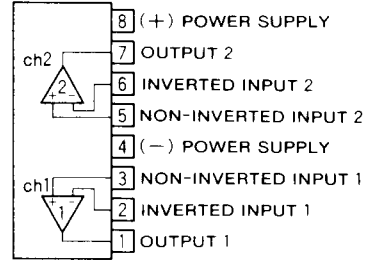 8 (+) POWER SUPPLY
7 OUTPUT 2
ch2
2
+ -
6 INVERTED INPUT 2
5 NON-INVERTED INPUT 2
4 (-) POWER SUPPLY
3 NON-INVERTED INPUT 1
ch1
+ -
1
2 INVERTED INPUT 1
1 OUTPUT 1